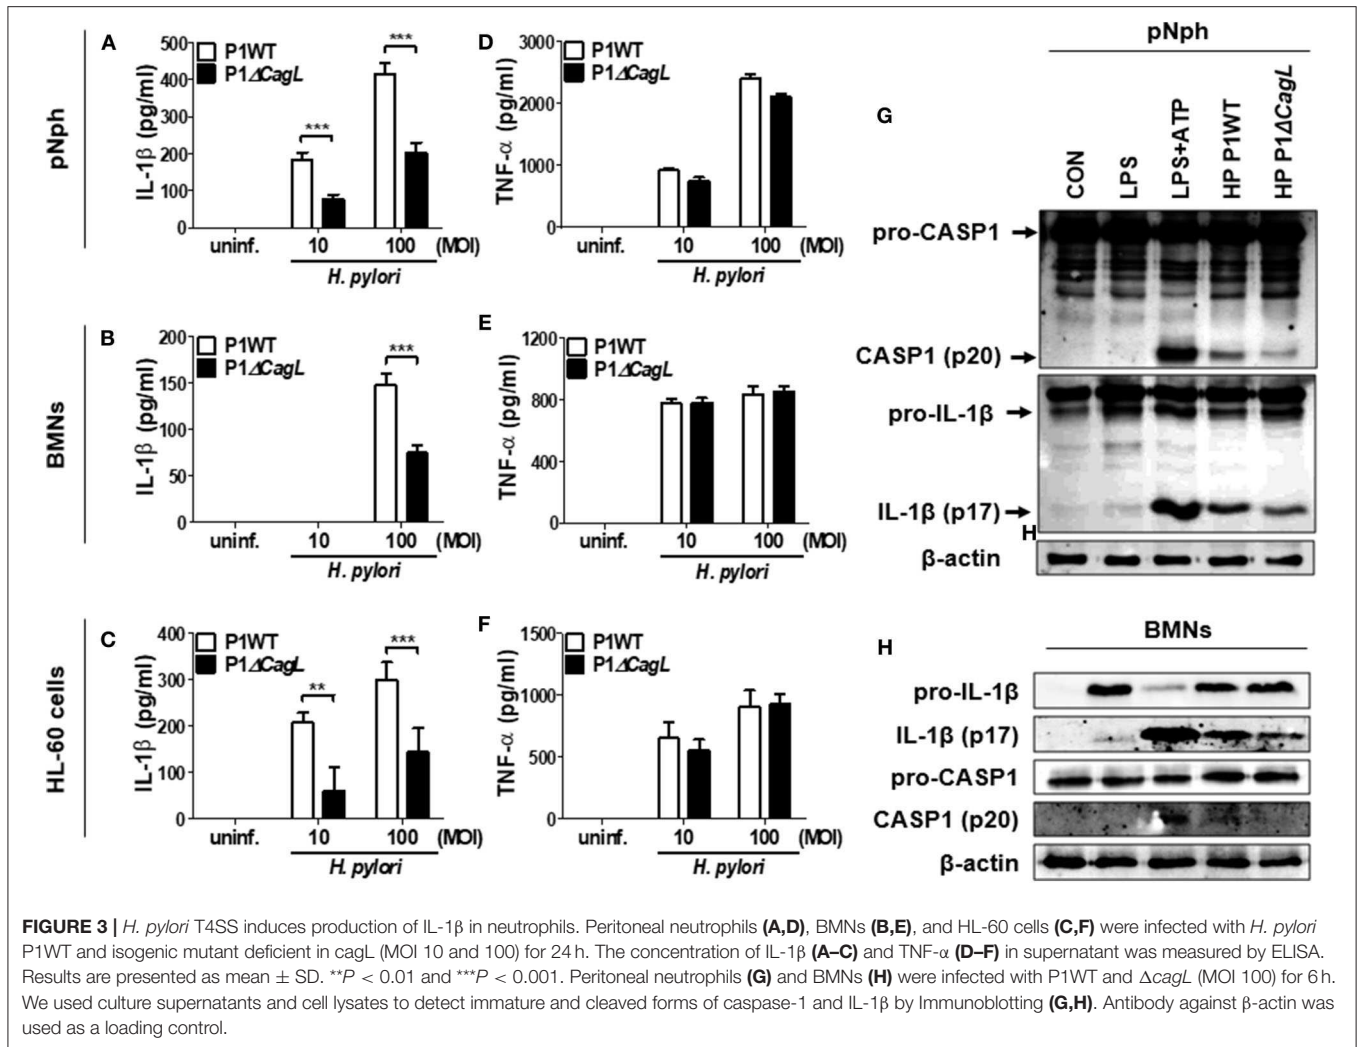 pNph
A
IL-1β (pg/ml)
500
400
300
200
100
0
P1WT
P1ΔCagL
***
***
uninf.
10
100
(MOI)
H. pylori
D
TNF-α (pg/ml)
3000
2000
1000
0
P1WT
P1ΔCagL
uninf.
10
100
(MOI)
H. pylori
BMNs
B
IL-1β (pg/ml)
200
150
100
50
0
P1WT
P1ΔCagL
***
uninf.
10
100
(MOI)
H. pylori
E
TNF-α (pg/ml)
1200
800
400
0
P1WT
P1ΔCagL
uninf.
10
100
(MOI)
H. pylori
HL-60 cells
C
IL-1β (pg/ml)
400
300
200
100
0
P1WT
P1ΔCagL
**
***
uninf.
10
100
(MOI)
H. pylori
F
TNF-α (pg/ml)
1500
1000
500
0
P1WT
P1ΔCagL
uninf.
10
100
(MOI)
H. pylori
G
pNph
CON
LPS
LPS+ATP
HP P1WT
HP P1ΔCagL
pro-CASP1
CASP1 (p20)
pro-IL-1β
IL-1β (p17)
H
β-actin
H
BMNs
pro-IL-1β
IL-1β (p17)
pro-CASP1
CASP1 (p20)
β-actin
FIGURE 3 | H. pylori T4SS induces production of IL-1β in neutrophils. Peritoneal neutrophils (A,D), BMNs (B,E), and HL-60 cells (C,F) were infected with H. pylori
P1WT and isogenic mutant deficient in cagL (MOI 10 and 100) for 24 h. The concentration of IL-1β (A–C) and TNF-α (D–F) in supernatant was measured by ELISA.
Results are presented as mean ± SD. **P < 0.01 and ***P < 0.001. Peritoneal neutrophils (G) and BMNs (H) were infected with P1WT and ΔcagL (MOI 100) for 6 h.
We used culture supernatants and cell lysates to detect immature and cleaved forms of caspase-1 and IL-1β by Immunoblotting (G,H). Antibody against β-actin was
used as a loading control.